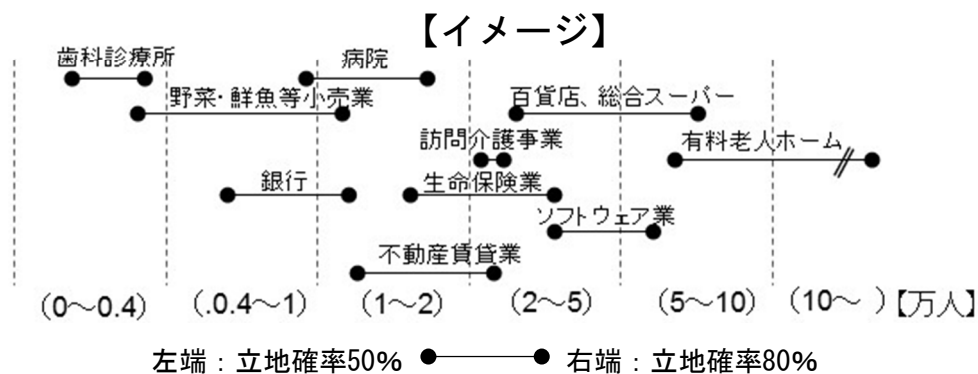 【イメージ】
歯科診療所
病院
野菜・鮮魚等小売業
百貨店、総合スーパー
訪問介護事業
有料老人ホーム
銀行
生命保険業
ソフトウェア業
不動産賃貸業
(0～0.4) (.0.4～1) (1～2) (2～5) (5～10) (10～ )【万人】
左端：立地確率50% 右端：立地確率80%